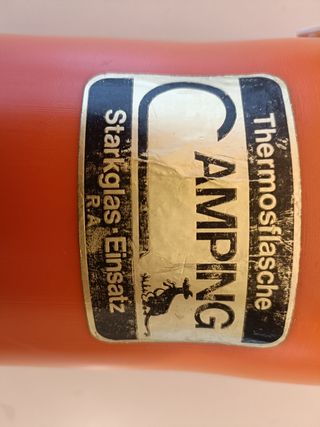 Thermosflasche
CAMPING
Starkglas-Einsatz
R.A.